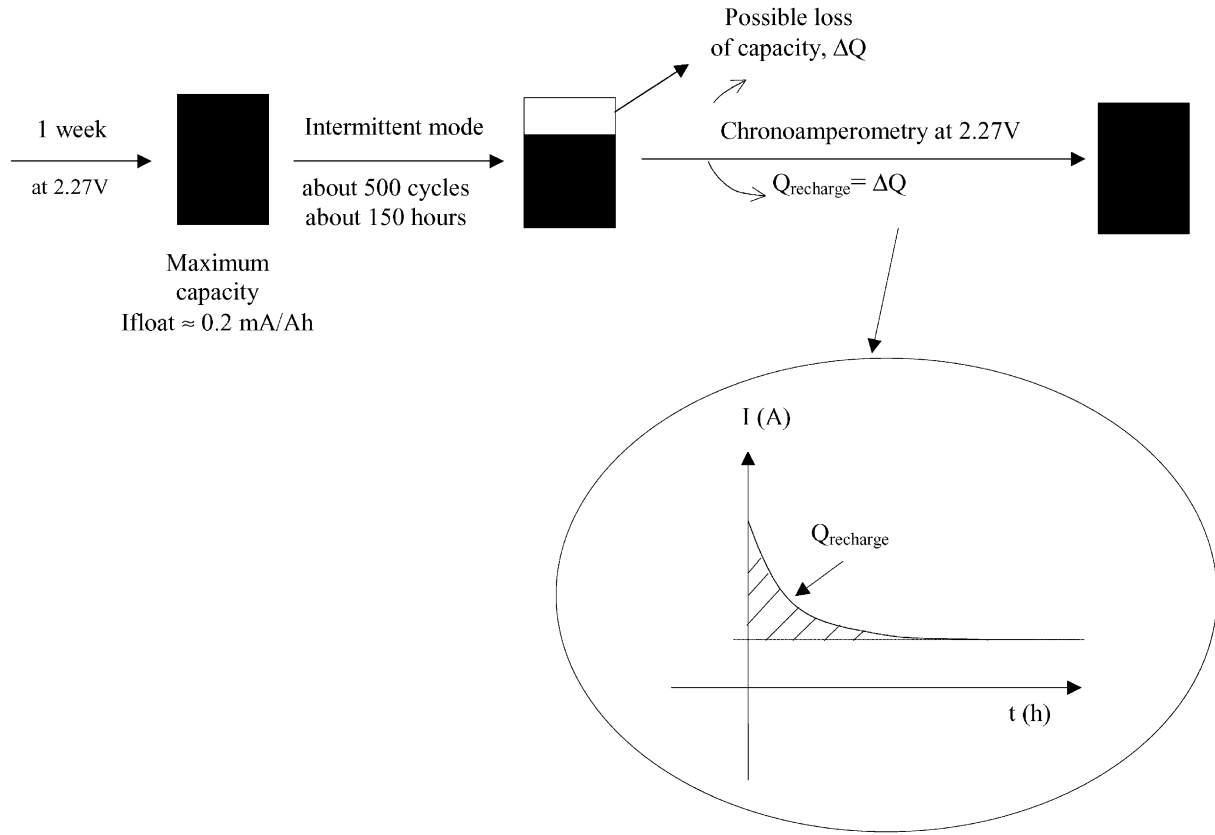 Possible loss
of capacity, ΔQ
1 week
at 2.27V
Intermittent mode
about 500 cycles
about 150 hours
Chronoamperometry at 2.27V
Qrecharge= ΔQ
Maximum
capacity
Ifloat ≈ 0.2 mA/Ah
I (A)
Qrecharge
t (h)